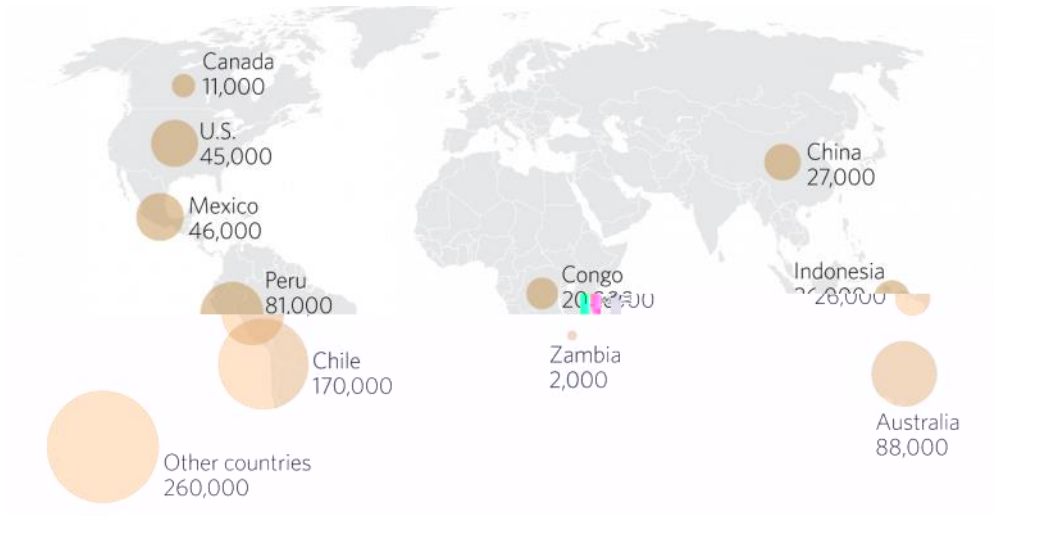 Canada
11,000
U.S.
45,000
Mexico
46,000
Peru
81,000
Chile
170,000
Other countries
260,000
Congo
Zambia
2,000
China
27,000
Indonesia
Australia
88,000